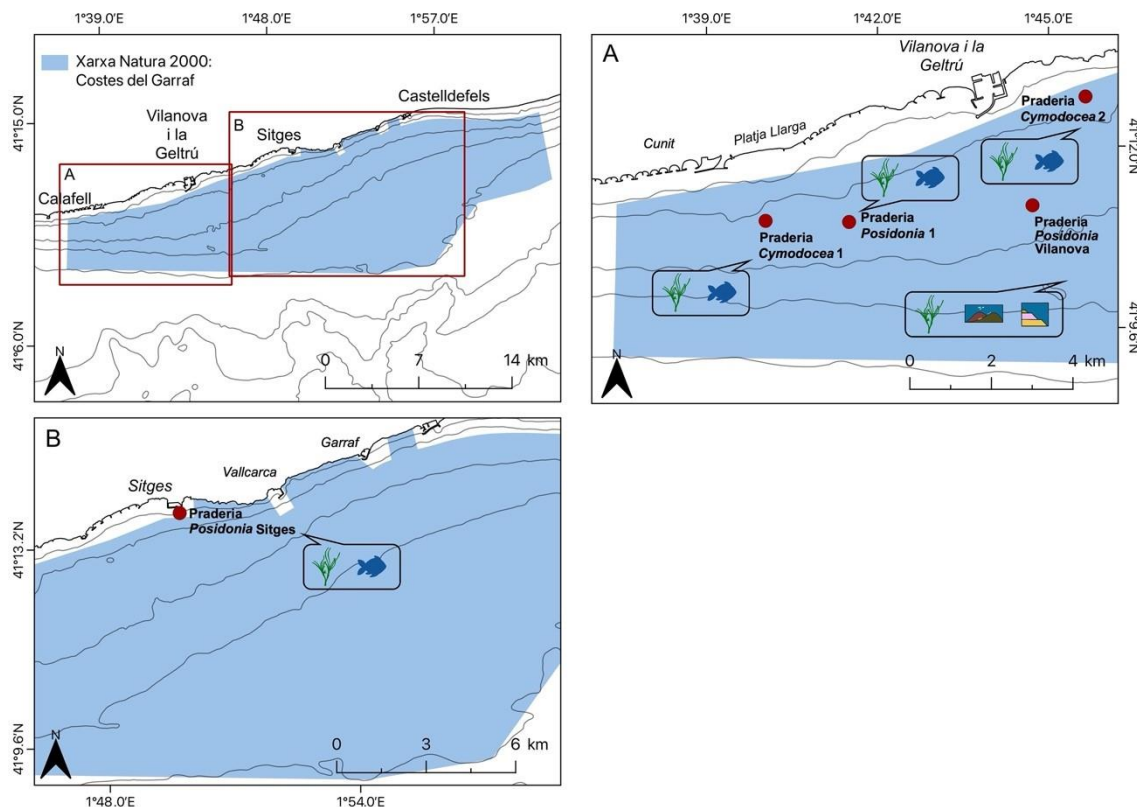 1°39.0'E 1°48.0'E 1°57.0'E
Xarxa Natura 2000:
Costes del Garraf
Castelldefels
Vilanova
i la
Geltrú
B
Sitges
A
Calafell
41°15.0'N
41°6.0'N
N
0 7 14 km
1°39.0'E 1°42.0'E 1°45.0'E
A
Vilanova i la
Geltrú
Praderia
Cymodocea 2
Platja Llarga
Cunit
Praderia
Cymodocea 1
Praderia
Posidonia 1
Praderia
Posidonia
Vilanova
41°12.0'N
41°9.6'N
N
0 2 4 km
B
Garraf
Vallcarca
Sitges
Praderia
Posidonia Sitges
41°13.2'N
41°9.6'N
N
0 3 6 km
1°48.0'E 1°54.0'E